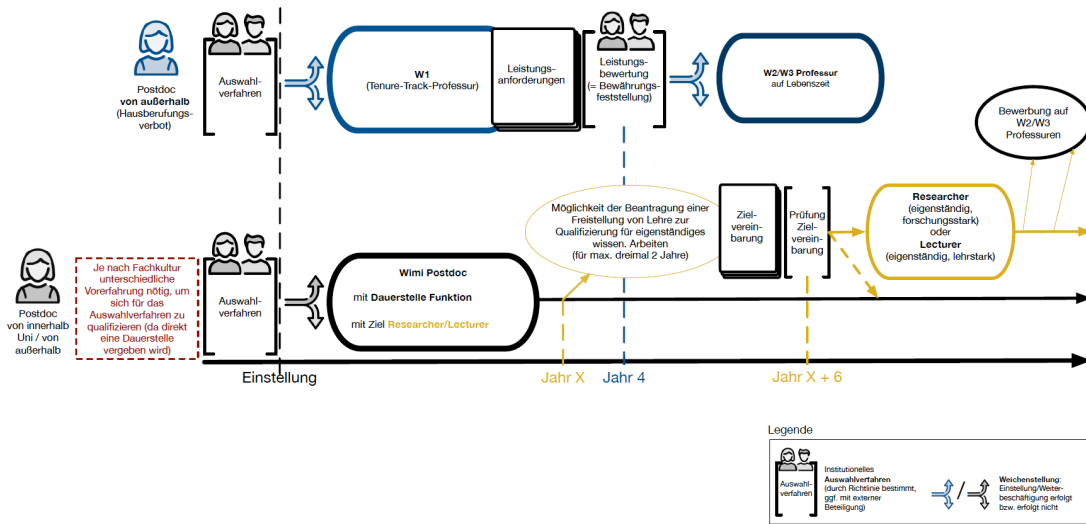 Postdoc
von außerhalb
(Hausberufungs-
verbot)
Auswahl-
verfahren
W1
(Tenure-Track-Professur)
Leistungs-
anforderungen
Leistungs-
bewertung
(= Bewährungs-
feststellung)
W2/W3 Professur
auf Lebenszeit
Bewerbung auf
W2/W3
Professuren
Möglichkeit der Beantragung einer
Freistellung von Lehre zur
Qualifizierung für eigenständiges
wissen. Arbeiten
(für max. dreimal 2 Jahre)
Ziel-
vereinbarung
Prüfung
Ziel-
verein-
barung
Researcher
(eigenständig,
forschungsstark)
oder
Lecturer
(eigenständig, lehrstark)
Postdoc
von innerhalb
Uni / von
außerhalb
Je nach Fachkultur
unterschiedliche
Vorerfahrung nötig, um
sich für das
Auswahlverfahren zu
qualifizieren (da direkt
eine Dauerstelle
vergeben wird)
Auswahl-
verfahren
Wimi Postdoc
mit Dauerstelle Funktion
mit Ziel Researcher/Lecturer
Einstellung
Jahr X
Jahr 4
Jahr X + 6
Legende
Auswahl-
verfahren
Institutionelles
Auswahlverfahren
(durch Richtlinie bestimmt,
ggf. mit externer
Beteiligung)
/
Weichenstellung:
Einstellung/Weiter-
beschäftigung erfolgt
bzw. erfolgt nicht